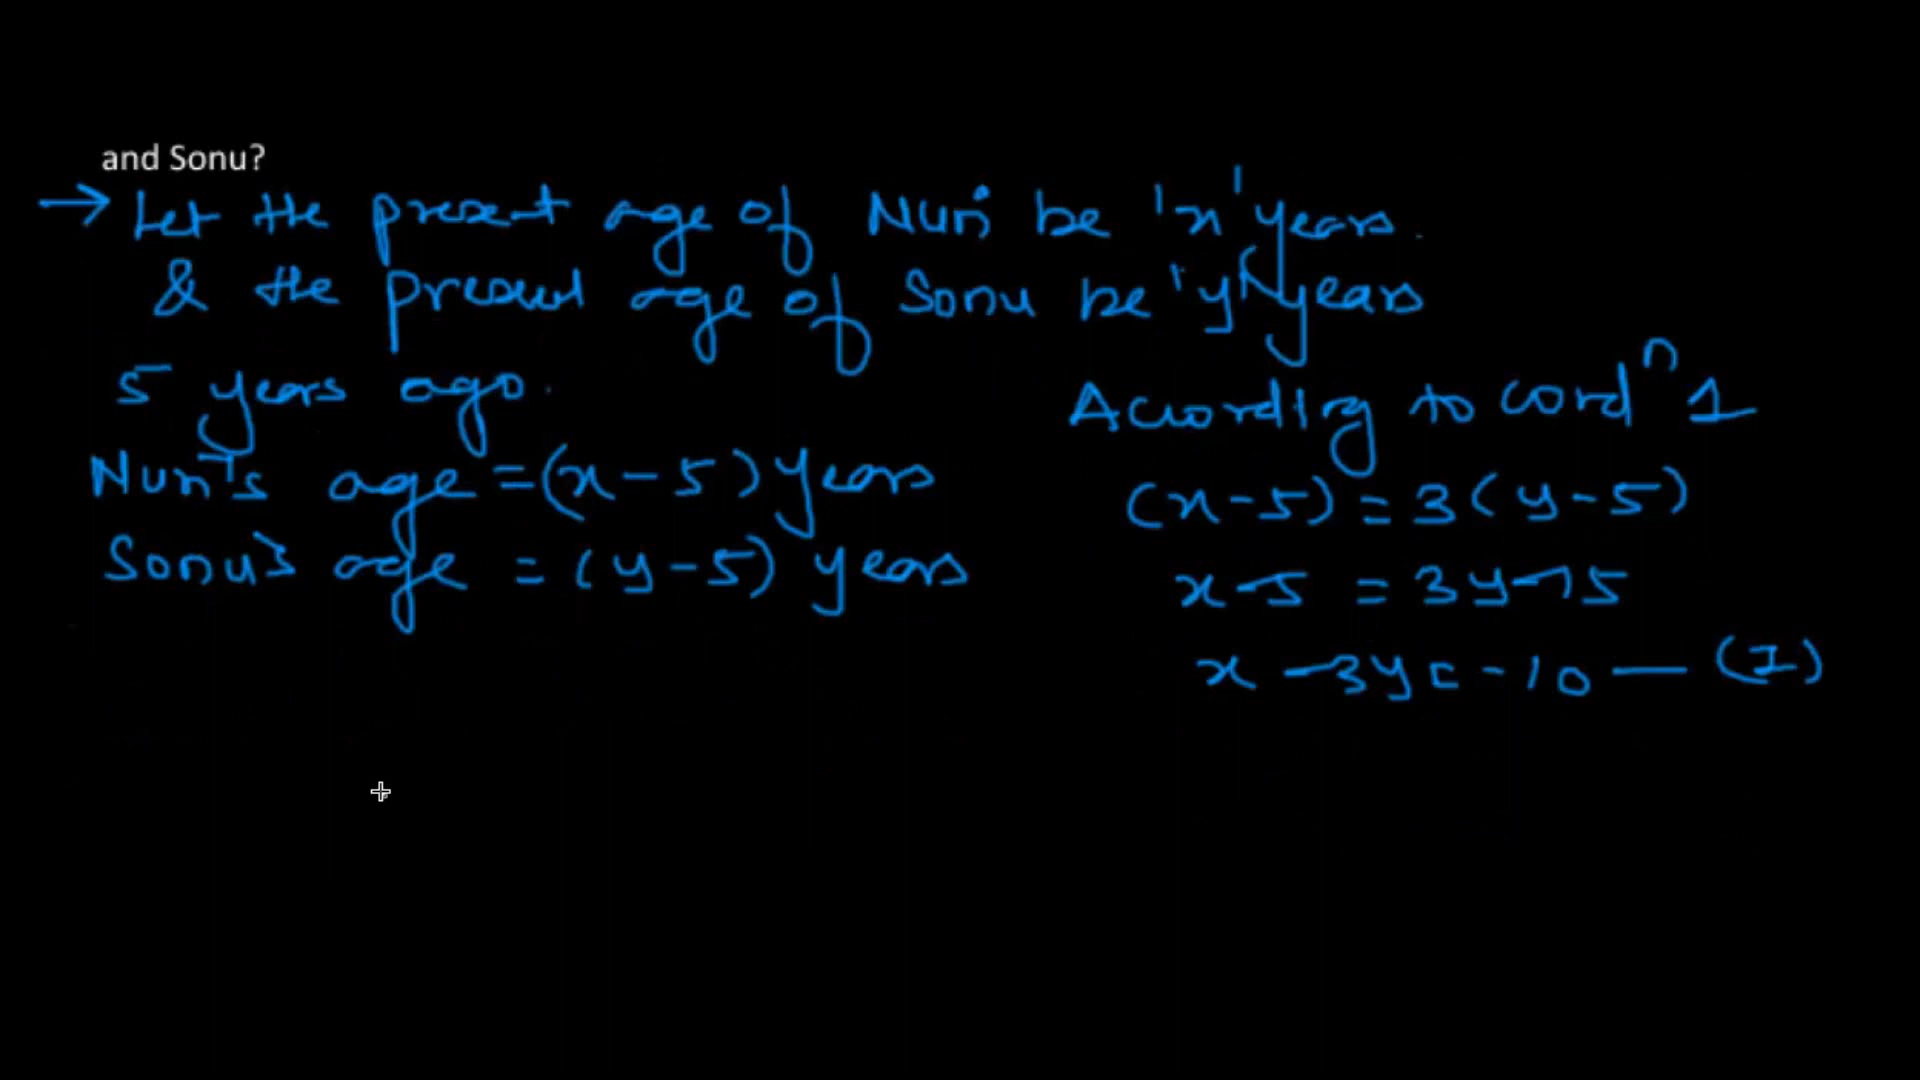 and Sonu?
→ Let the present age of Nuri be 'x' years.
& the present age of Sonu be 'y' years
5 years ago.
Nuri's age = (x-5) years
Sonu's age = (y-5) years
According to condⁿ 1
(x-5) = 3(y-5)
x-5 = 3y-15
x-3y = -10 — (I)